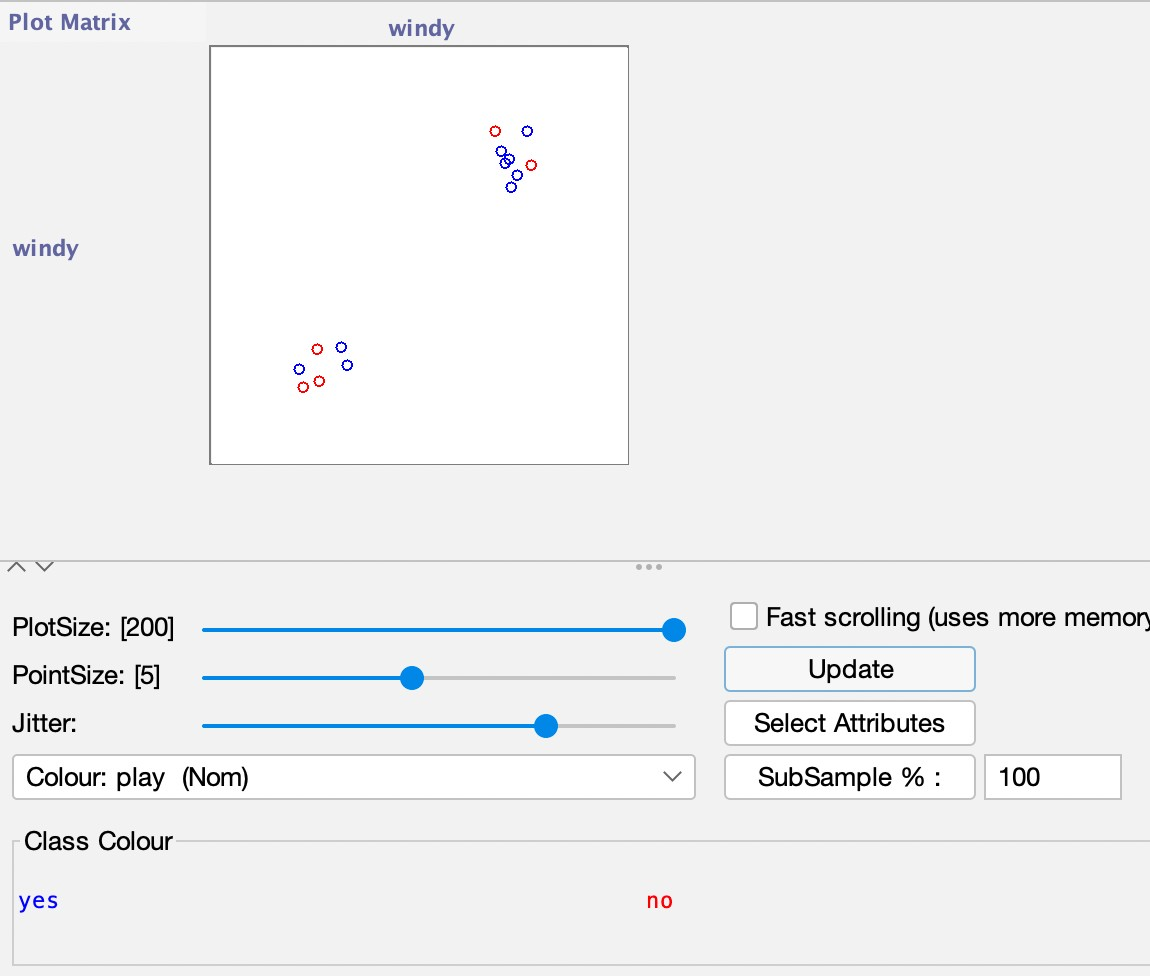 Plot Matrix
windy
windy
PlotSize: [200]
Fast scrolling (uses more memory
PointSize: [5]
Update
Jitter:
Select Attributes
Colour: play (Nom)
SubSample % :
100
Class Colour
yes
no